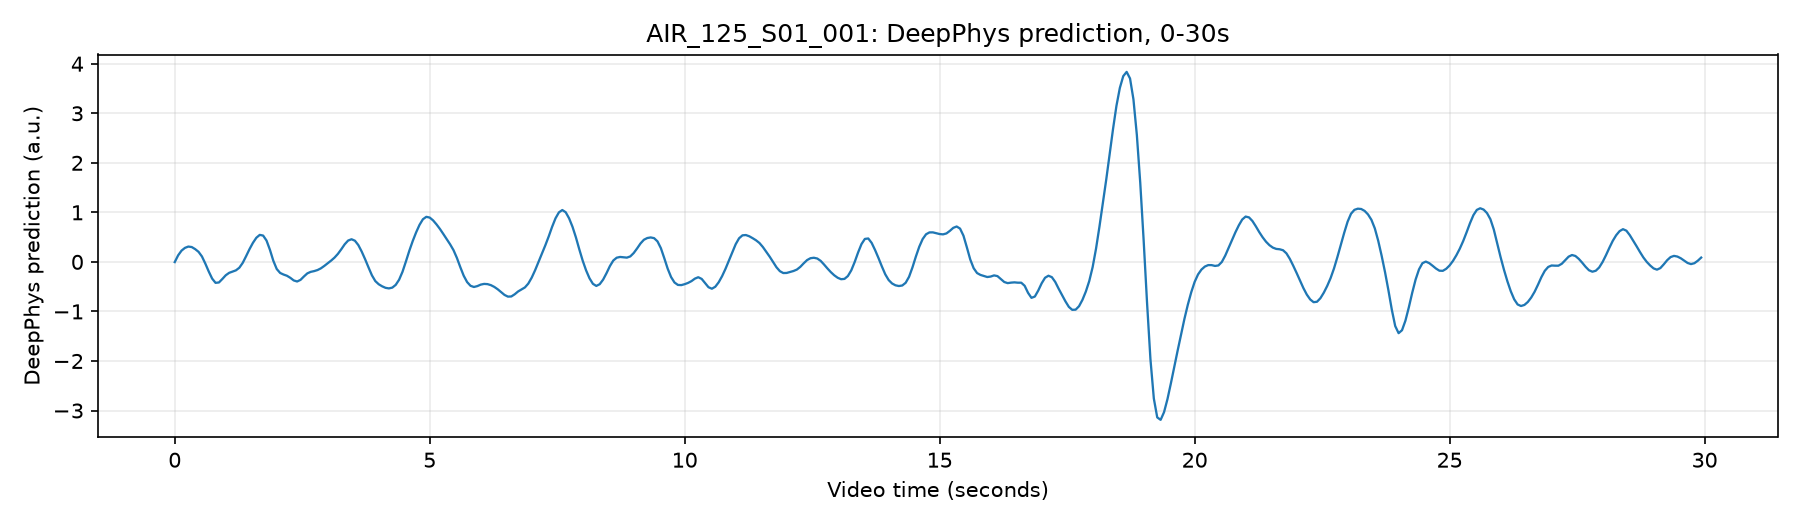 AIR_125_S01_001: DeepPhys prediction, 0-30s
DeepPhys prediction (a.u.)
4
3
2
1
0
−1
−2
−3
0 5 10 15 20 25 30
Video time (seconds)